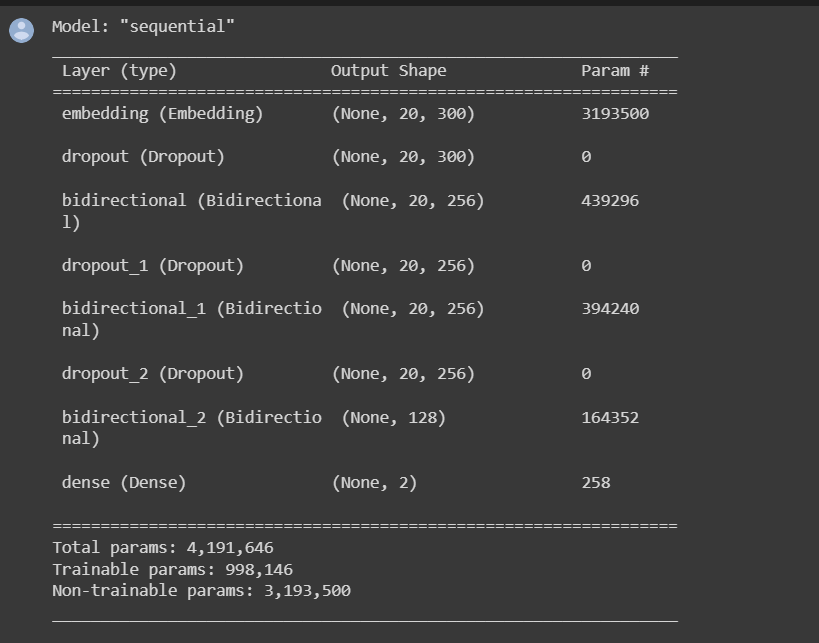 Model: "sequential"
Layer (type) Output Shape Param #
=================================================================
embedding (Embedding) (None, 20, 300) 3193500
dropout (Dropout) (None, 20, 300) 0
bidirectional (Bidirectiona (None, 20, 256) 439296
l)
dropout_1 (Dropout) (None, 20, 256) 0
bidirectional_1 (Bidirectio (None, 20, 256) 394240
nal)
dropout_2 (Dropout) (None, 20, 256) 0
bidirectional_2 (Bidirectio (None, 128) 164352
nal)
dense (Dense) (None, 2) 258
=================================================================
Total params: 4,191,646
Trainable params: 998,146
Non-trainable params: 3,193,500